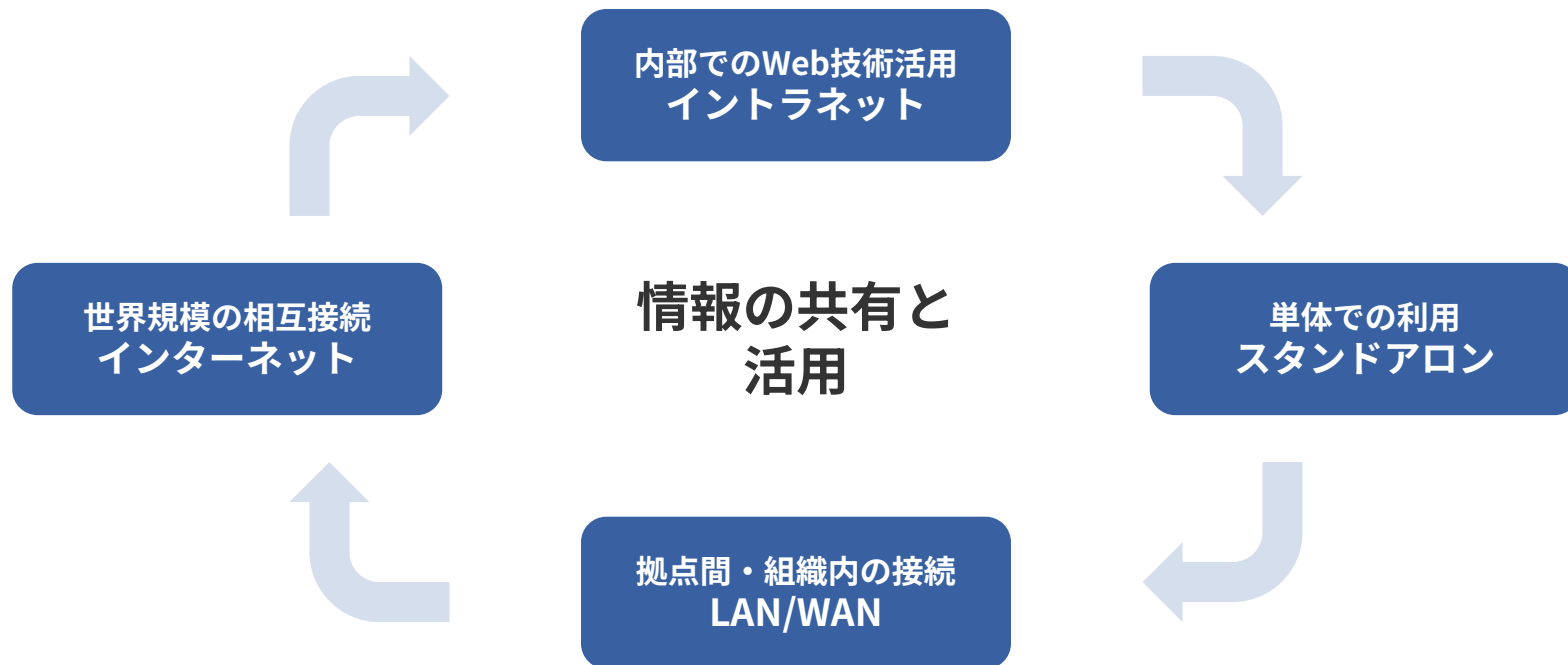 内部でのWeb技術活用
イントラネット
世界規模の相互接続
インターネット
情報の共有と
活用
単体での利用
スタンドアロン
拠点間・組織内の接続
LAN/WAN